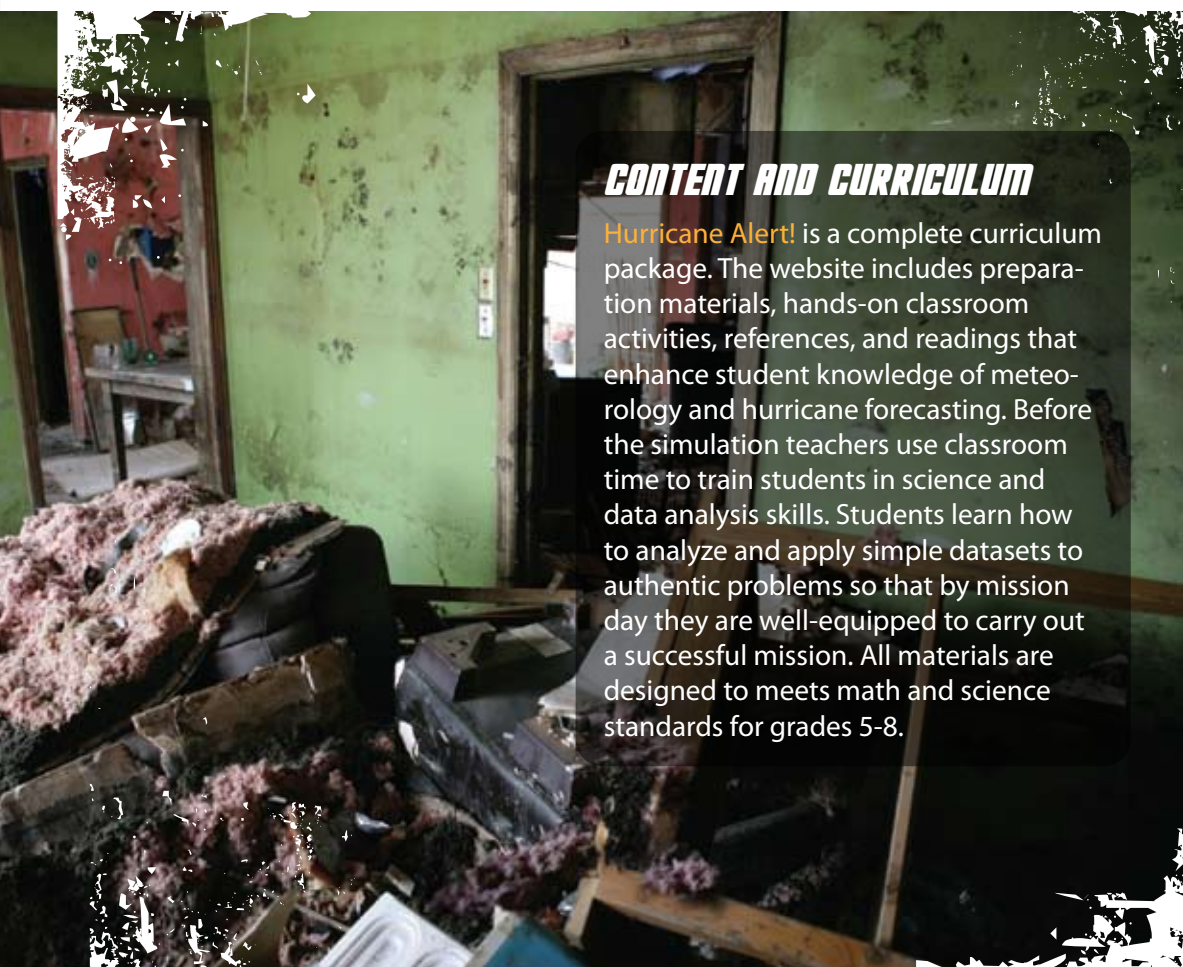 CONTENT AND CURRICULUM
Hurricane Alert! is a complete curriculum
package. The website includes prepara-
tion materials, hands-on classroom
activities, references, and readings that
enhance student knowledge of meteo-
rology and hurricane forecasting. Before
the simulation teachers use classroom
time to train students in science and
data analysis skills. Students learn how
to analyze and apply simple datasets to
authentic problems so that by mission
day they are well-equipped to carry out
a successful mission. All materials are
designed to meets math and science
standards for grades 5-8.